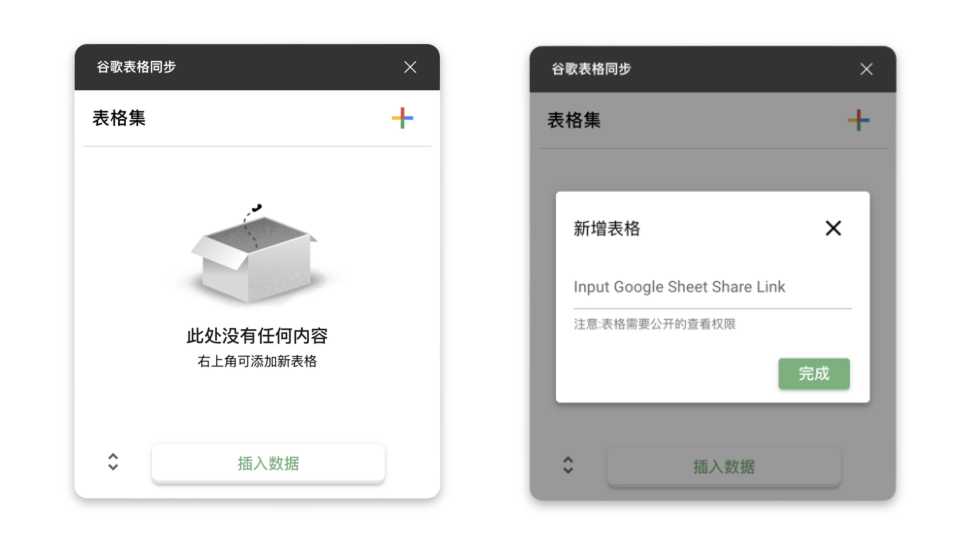 谷歌表格同步
表格集
此处没有任何内容
右上角可添加新表格
插入数据
谷歌表格同步
表格集
新增表格
Input Google Sheet Share Link
注意:表格需要公开的查看权限
完成
插入数据